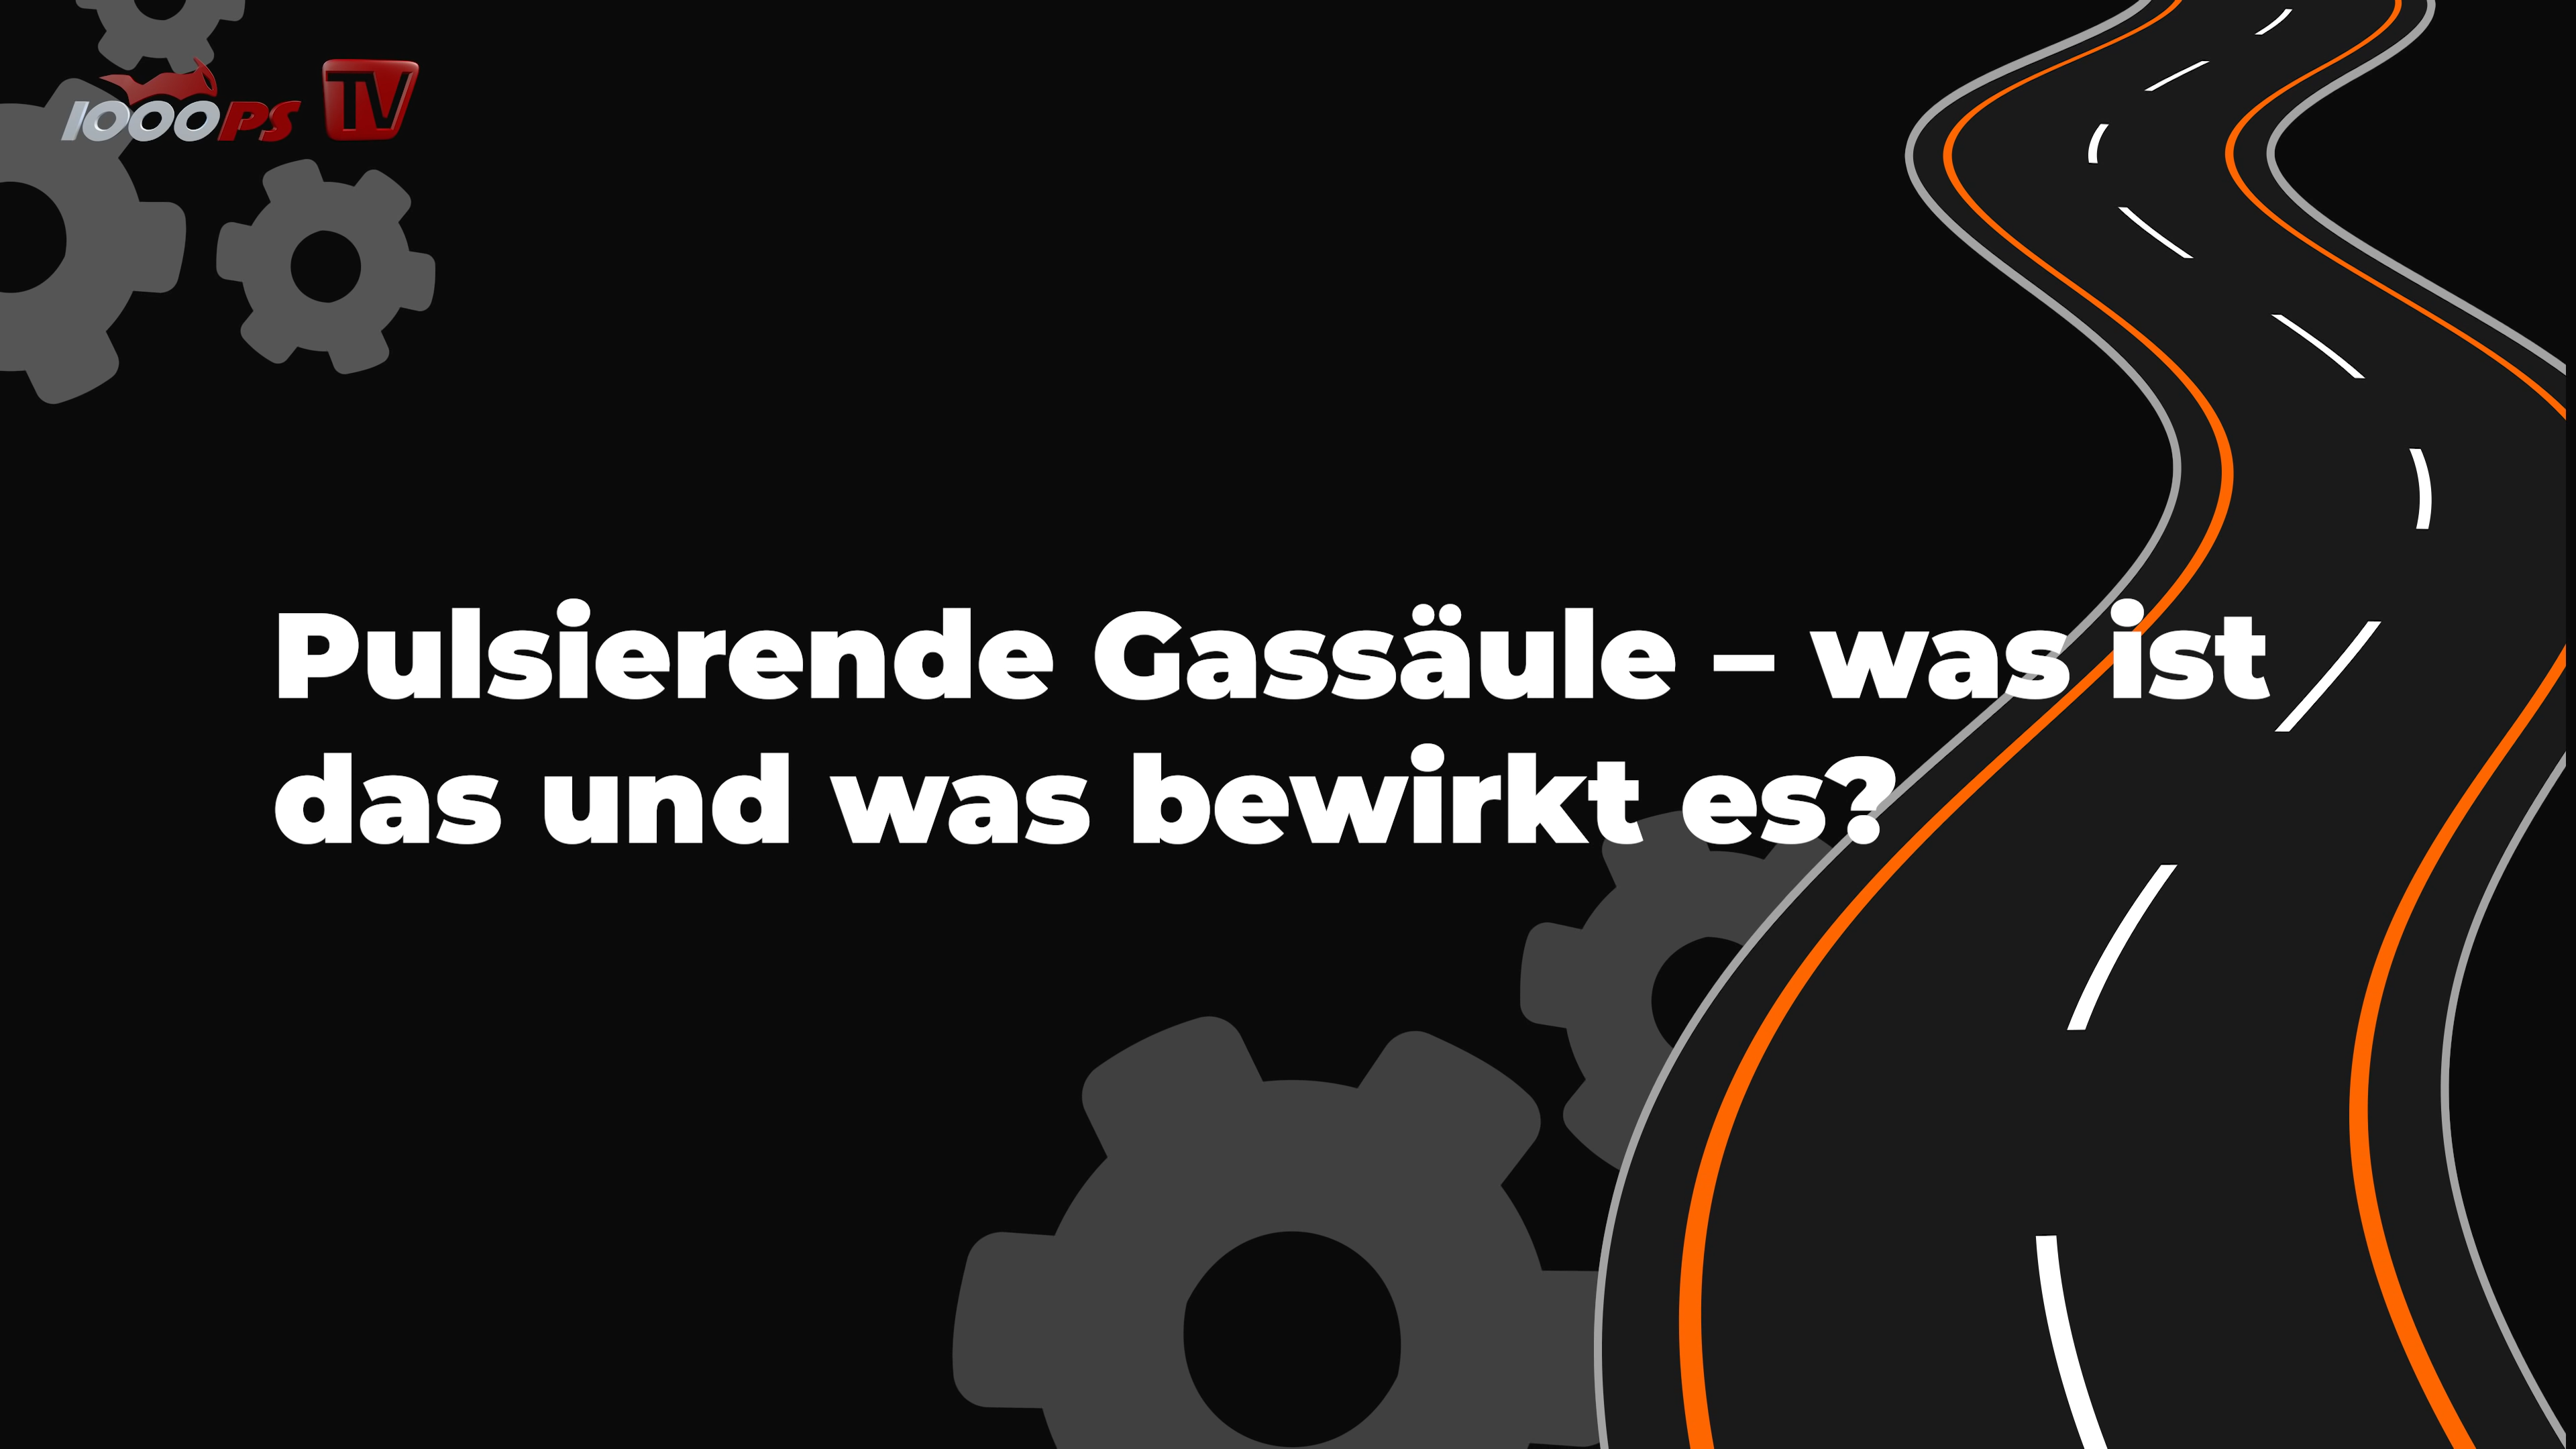 1000PS TV
Pulsierende Gassäule – was ist
das und was bewirkt es?